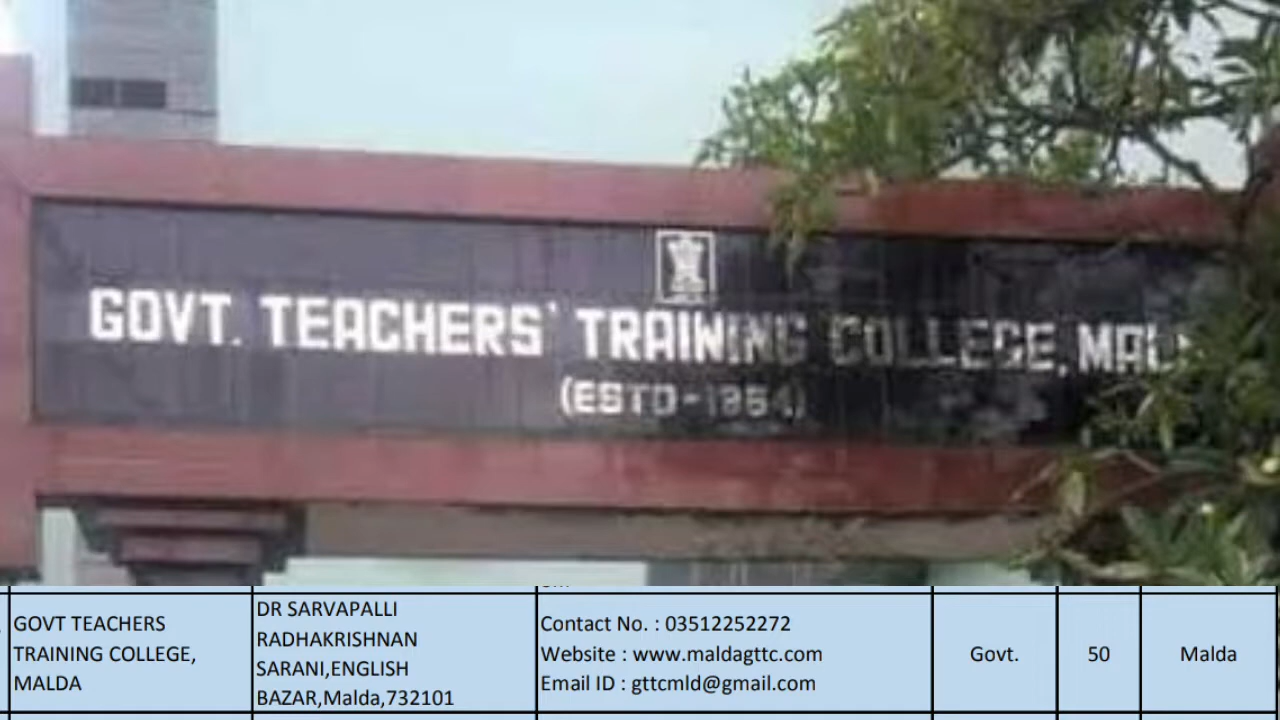 GOVT. TEACHERS' TRAINING COLLEGE, MAL
(ESTD-1954)
GOVT TEACHERS
TRAINING COLLEGE,
MALDA
DR SARVAPALLI
RADHAKRISHNAN
SARANI,ENGLISH
BAZAR,Malda,732101
Contact No. : 03512252272
Website : www.maldagttc.com
Email ID : gttcmld@gmail.com
Govt.
50
Malda